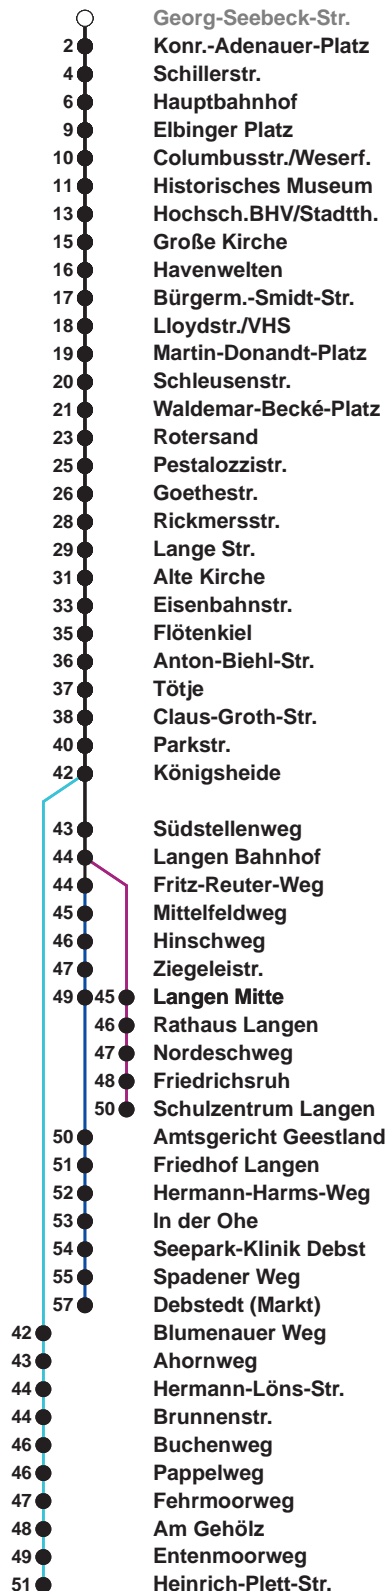 Georg-Seebeck-Str.
2 Konr.-Adenauer-Platz
4 Schillerstr.
6 Hauptbahnhof
9 Elbinger Platz
10 Columbusstr./Weserf.
11 Historisches Museum
13 Hochsch.BHV/Stadtth.
15 Große Kirche
16 Havenwelten
17 Bürgerm.-Smidt-Str.
18 Lloydstr./VHS
19 Martin-Donandt-Platz
20 Schleusenstr.
21 Waldemar-Becké-Platz
23 Rotersand
25 Pestalozzistr.
26 Goethestr.
28 Rickmersstr.
29 Lange Str.
31 Alte Kirche
33 Eisenbahnstr.
35 Flötenkiel
36 Anton-Biehl-Str.
37 Tötje
38 Claus-Groth-Str.
40 Parkstr.
42 Königsheide
43 Südstellenweg
44 Langen Bahnhof
44 Fritz-Reuter-Weg
45 Mittelfeldweg
46 Hinschweg
47 Ziegeleistr.
49 45 Langen Mitte
46 Rathaus Langen
47 Nordeschweg
48 Friedrichsruh
50 Schulzentrum Langen
50 Amtsgericht Geestland
51 Friedhof Langen
52 Hermann-Harms-Weg
53 In der Ohe
54 Seepark-Klinik Debst
55 Spadener Weg
57 Debstedt (Markt)
42 Blumenauer Weg
43 Ahornweg
44 Hermann-Löns-Str.
44 Brunnenstr.
46 Buchenweg
46 Pappelweg
47 Fehrmoorweg
48 Am Gehölz
49 Entenmoorweg
51 Heinrich-Plett-Str.